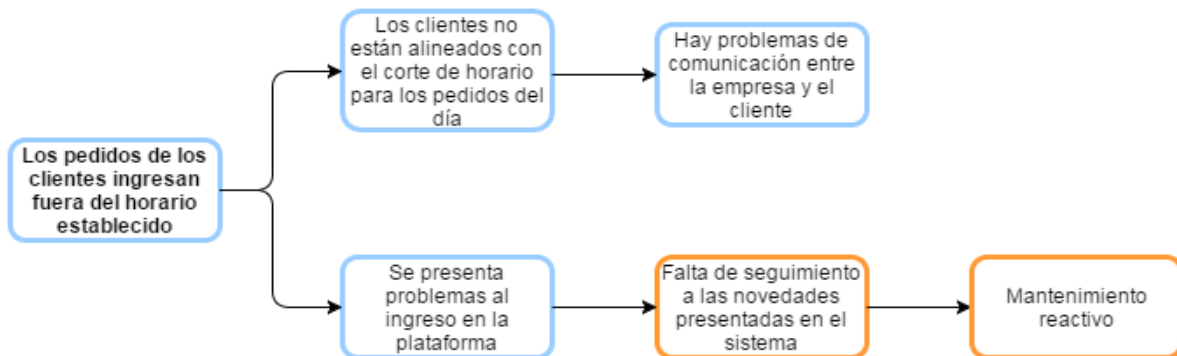 Los pedidos de los
clientes ingresan
fuera del horario
establecido
Los clientes no
están alineados con
el corte de horario
para los pedidos del
día
Hay problemas de
comunicación entre
la empresa y el
cliente
Se presenta
problemas al
ingreso en la
plataforma
Falta de seguimiento
a las novedades
presentadas en el
sistema
Mantenimiento
reactivo